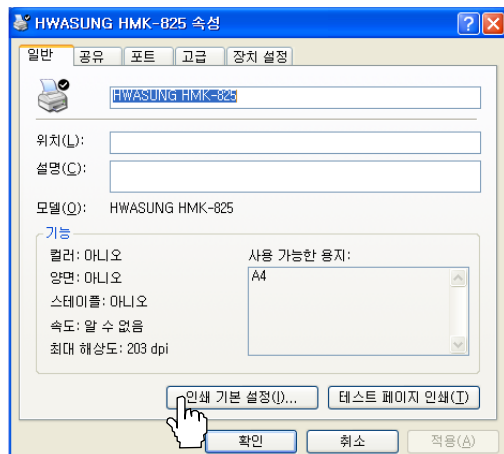 HWASUNG HMK-825 속성
일반 공유 포트 고급 장치 설정
HWASUNG HMK-825
위치(L):
설명(C):
모델(O): HWASUNG HMK-825
기능
컬러: 아니오 사용 가능한 용지:
양면: 아니오 A4
스테이플: 아니오
속도: 알 수 없음
최대 해상도: 203 dpi
인쇄 기본 설정(I)... 테스트 페이지 인쇄(T)
확인 취소 적용(A)